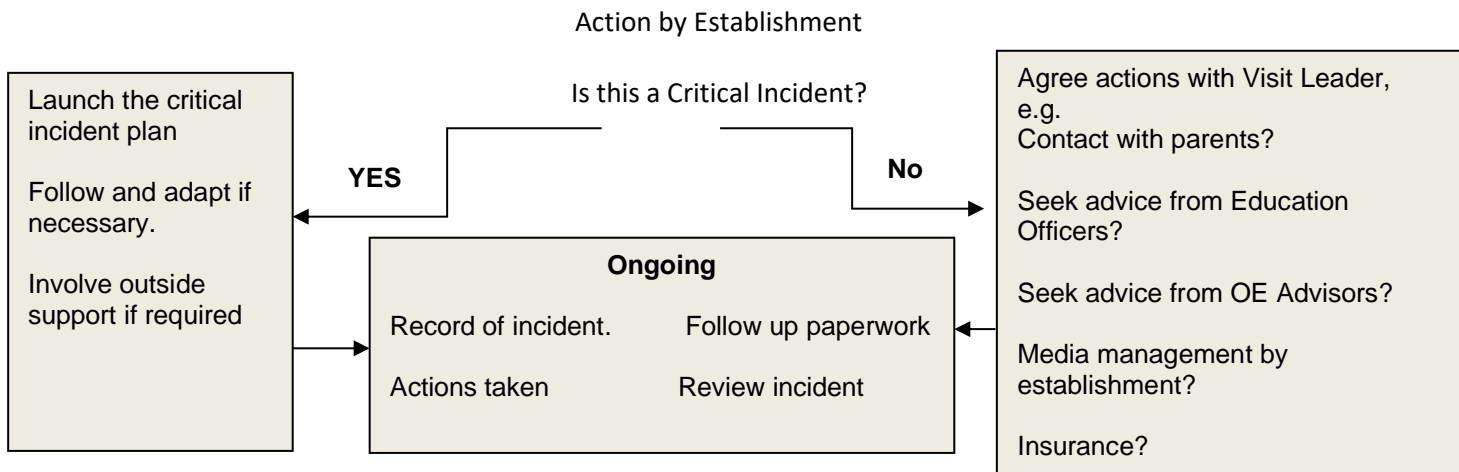 Action by Establishment
Is this a Critical Incident?
YES
No
Launch the critical
incident plan
Follow and adapt if
necessary.
Involve outside
support if required
Agree actions with Visit Leader,
e.g.
Contact with parents?
Seek advice from Education
Officers?
Seek advice from OE Advisors?
Media management by
establishment?
Insurance?
Ongoing
Record of incident. Follow up paperwork
Actions taken Review incident